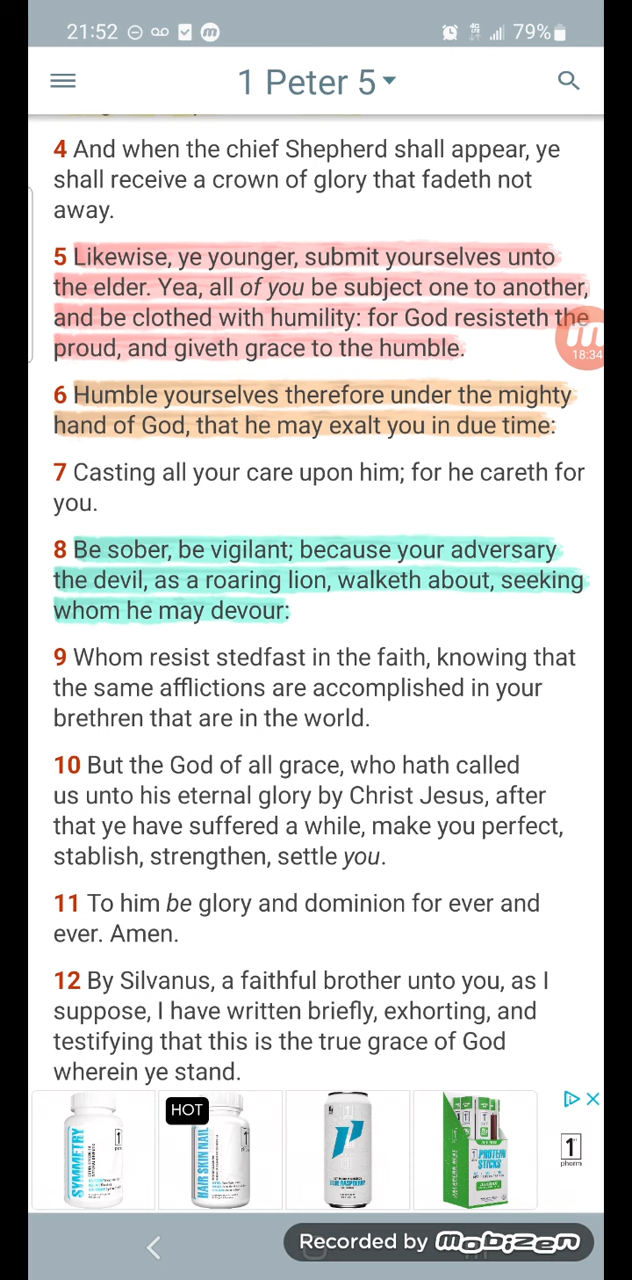 21:52
79%
1 Peter 5
4 And when the chief Shepherd shall appear, ye
shall receive a crown of glory that fadeth not
away.
5 Likewise, ye younger, submit yourselves unto
the elder. Yea, all of you be subject one to another,
and be clothed with humility: for God resisteth the
proud, and giveth grace to the humble.
18:34
6 Humble yourselves therefore under the mighty
hand of God, that he may exalt you in due time:
7 Casting all your care upon him; for he careth for
you.
8 Be sober, be vigilant; because your adversary
the devil, as a roaring lion, walketh about, seeking
whom he may devour:
9 Whom resist stedfast in the faith, knowing that
the same afflictions are accomplished in your
brethren that are in the world.
10 But the God of all grace, who hath called
us unto his eternal glory by Christ Jesus, after
that ye have suffered a while, make you perfect,
stablish, strengthen, settle you.
11 To him be glory and dominion for ever and
ever. Amen.
12 By Silvanus, a faithful brother unto you, as I
suppose, I have written briefly, exhorting, and
testifying that this is the true grace of God
wherein ye stand.
SYMMETRY
HOT
HAIR SKIN NAIL
BLUE RASPBERRY
PROTEIN
STICKS
1
phorm
Recorded by mobizen